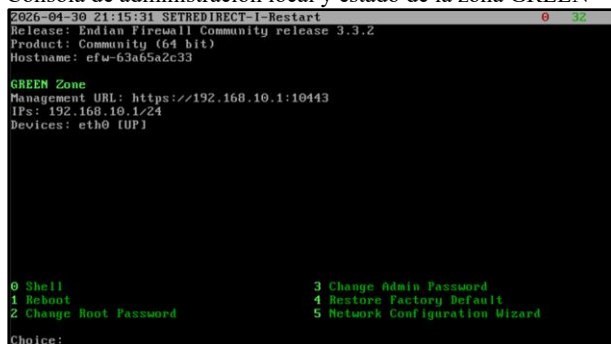 Consola de administración local y estado de la zona GREEN
2026-04-30 21:15:31 SETREDIRECT-I-Restart 0 32
Release: Endian Firewall Community release 3.3.2
Product: Community (64 bit)
Hostname: efw-63a65a2c33
GREEN Zone
Management URL: https://192.168.10.1:10443
IPs: 192.168.10.1/24
Devices: eth0 [UP]
0 Shell 3 Change Admin Password
1 Reboot 4 Restore Factory Default
2 Change Root Password 5 Network Configuration Wizard
Choice: